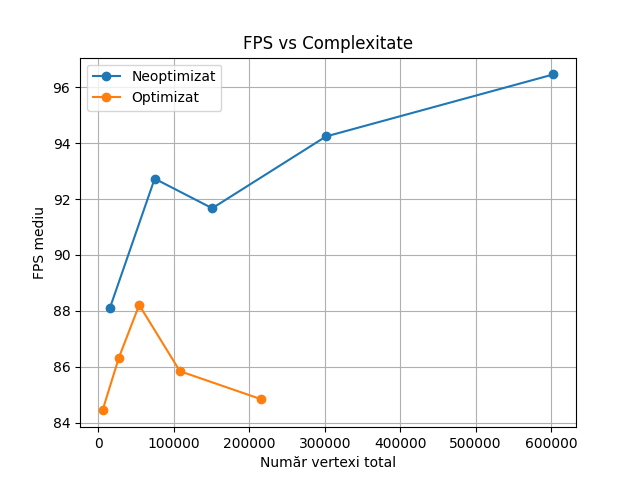 FPS vs Complexitate
Neoptimizat
Optimizat
FPS mediu
96
94
92
90
88
86
84
0 100000 200000 300000 400000 500000 600000
Număr vertexi total